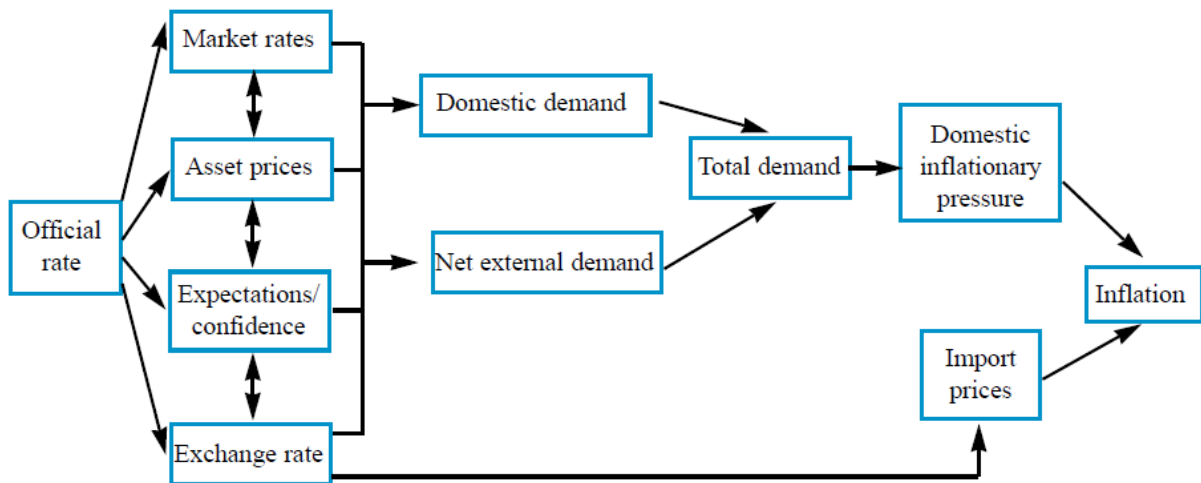 Market rates
Asset prices
Official
rate
Expectations/
confidence
Exchange rate
Domestic demand
Net external demand
Total demand
Domestic
inflationary
pressure
Import
prices
Inflation